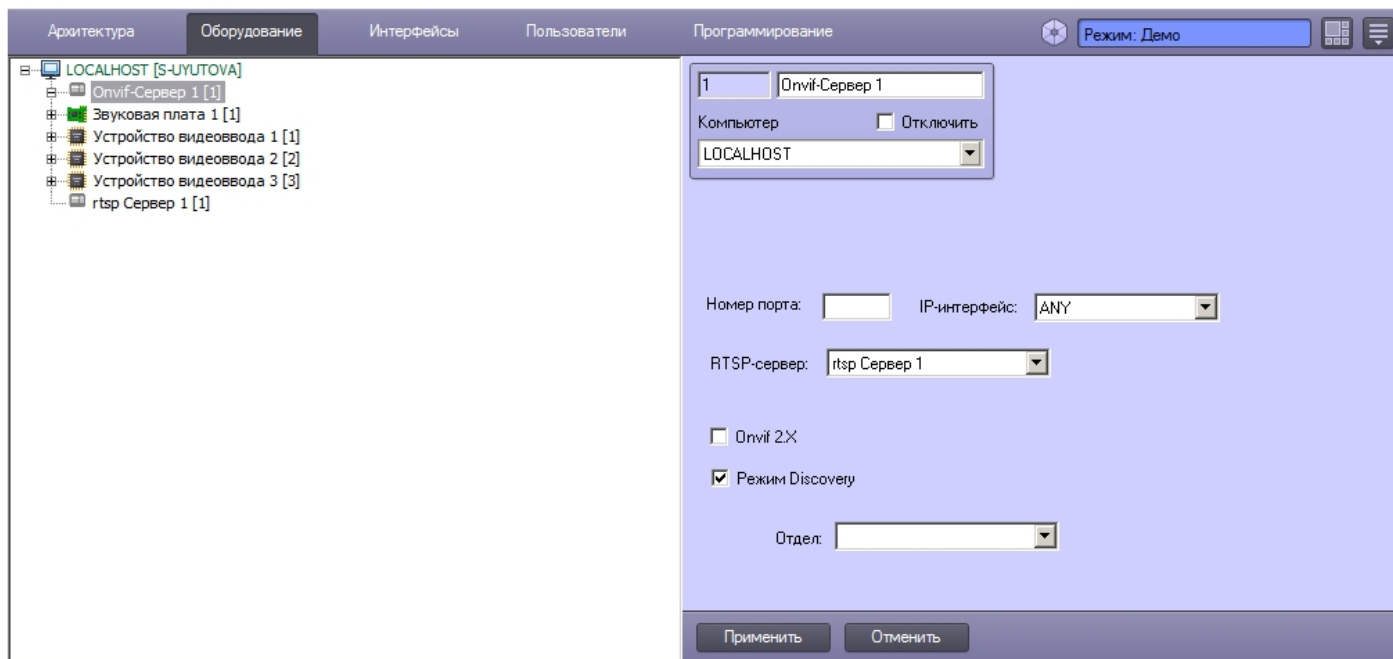 Архитектура Оборудование Интерфейсы Пользователи Программирование Режим: Демо
LOCALHOST [S-UYUTOVA]
Onvif-Сервер 1 [1]
Звуковая плата 1 [1]
Устройство видеоввода 1 [1]
Устройство видеоввода 2 [2]
Устройство видеоввода 3 [3]
rtsp Сервер 1 [1]
1 Onvif-Сервер 1
Компьютер Отключить
LOCALHOST
Номер порта: IP-интерфейс: ANY
RTSP-сервер: rtsp Сервер 1
Onvif 2.X
Режим Discovery
Отдел:
Применить Отменить